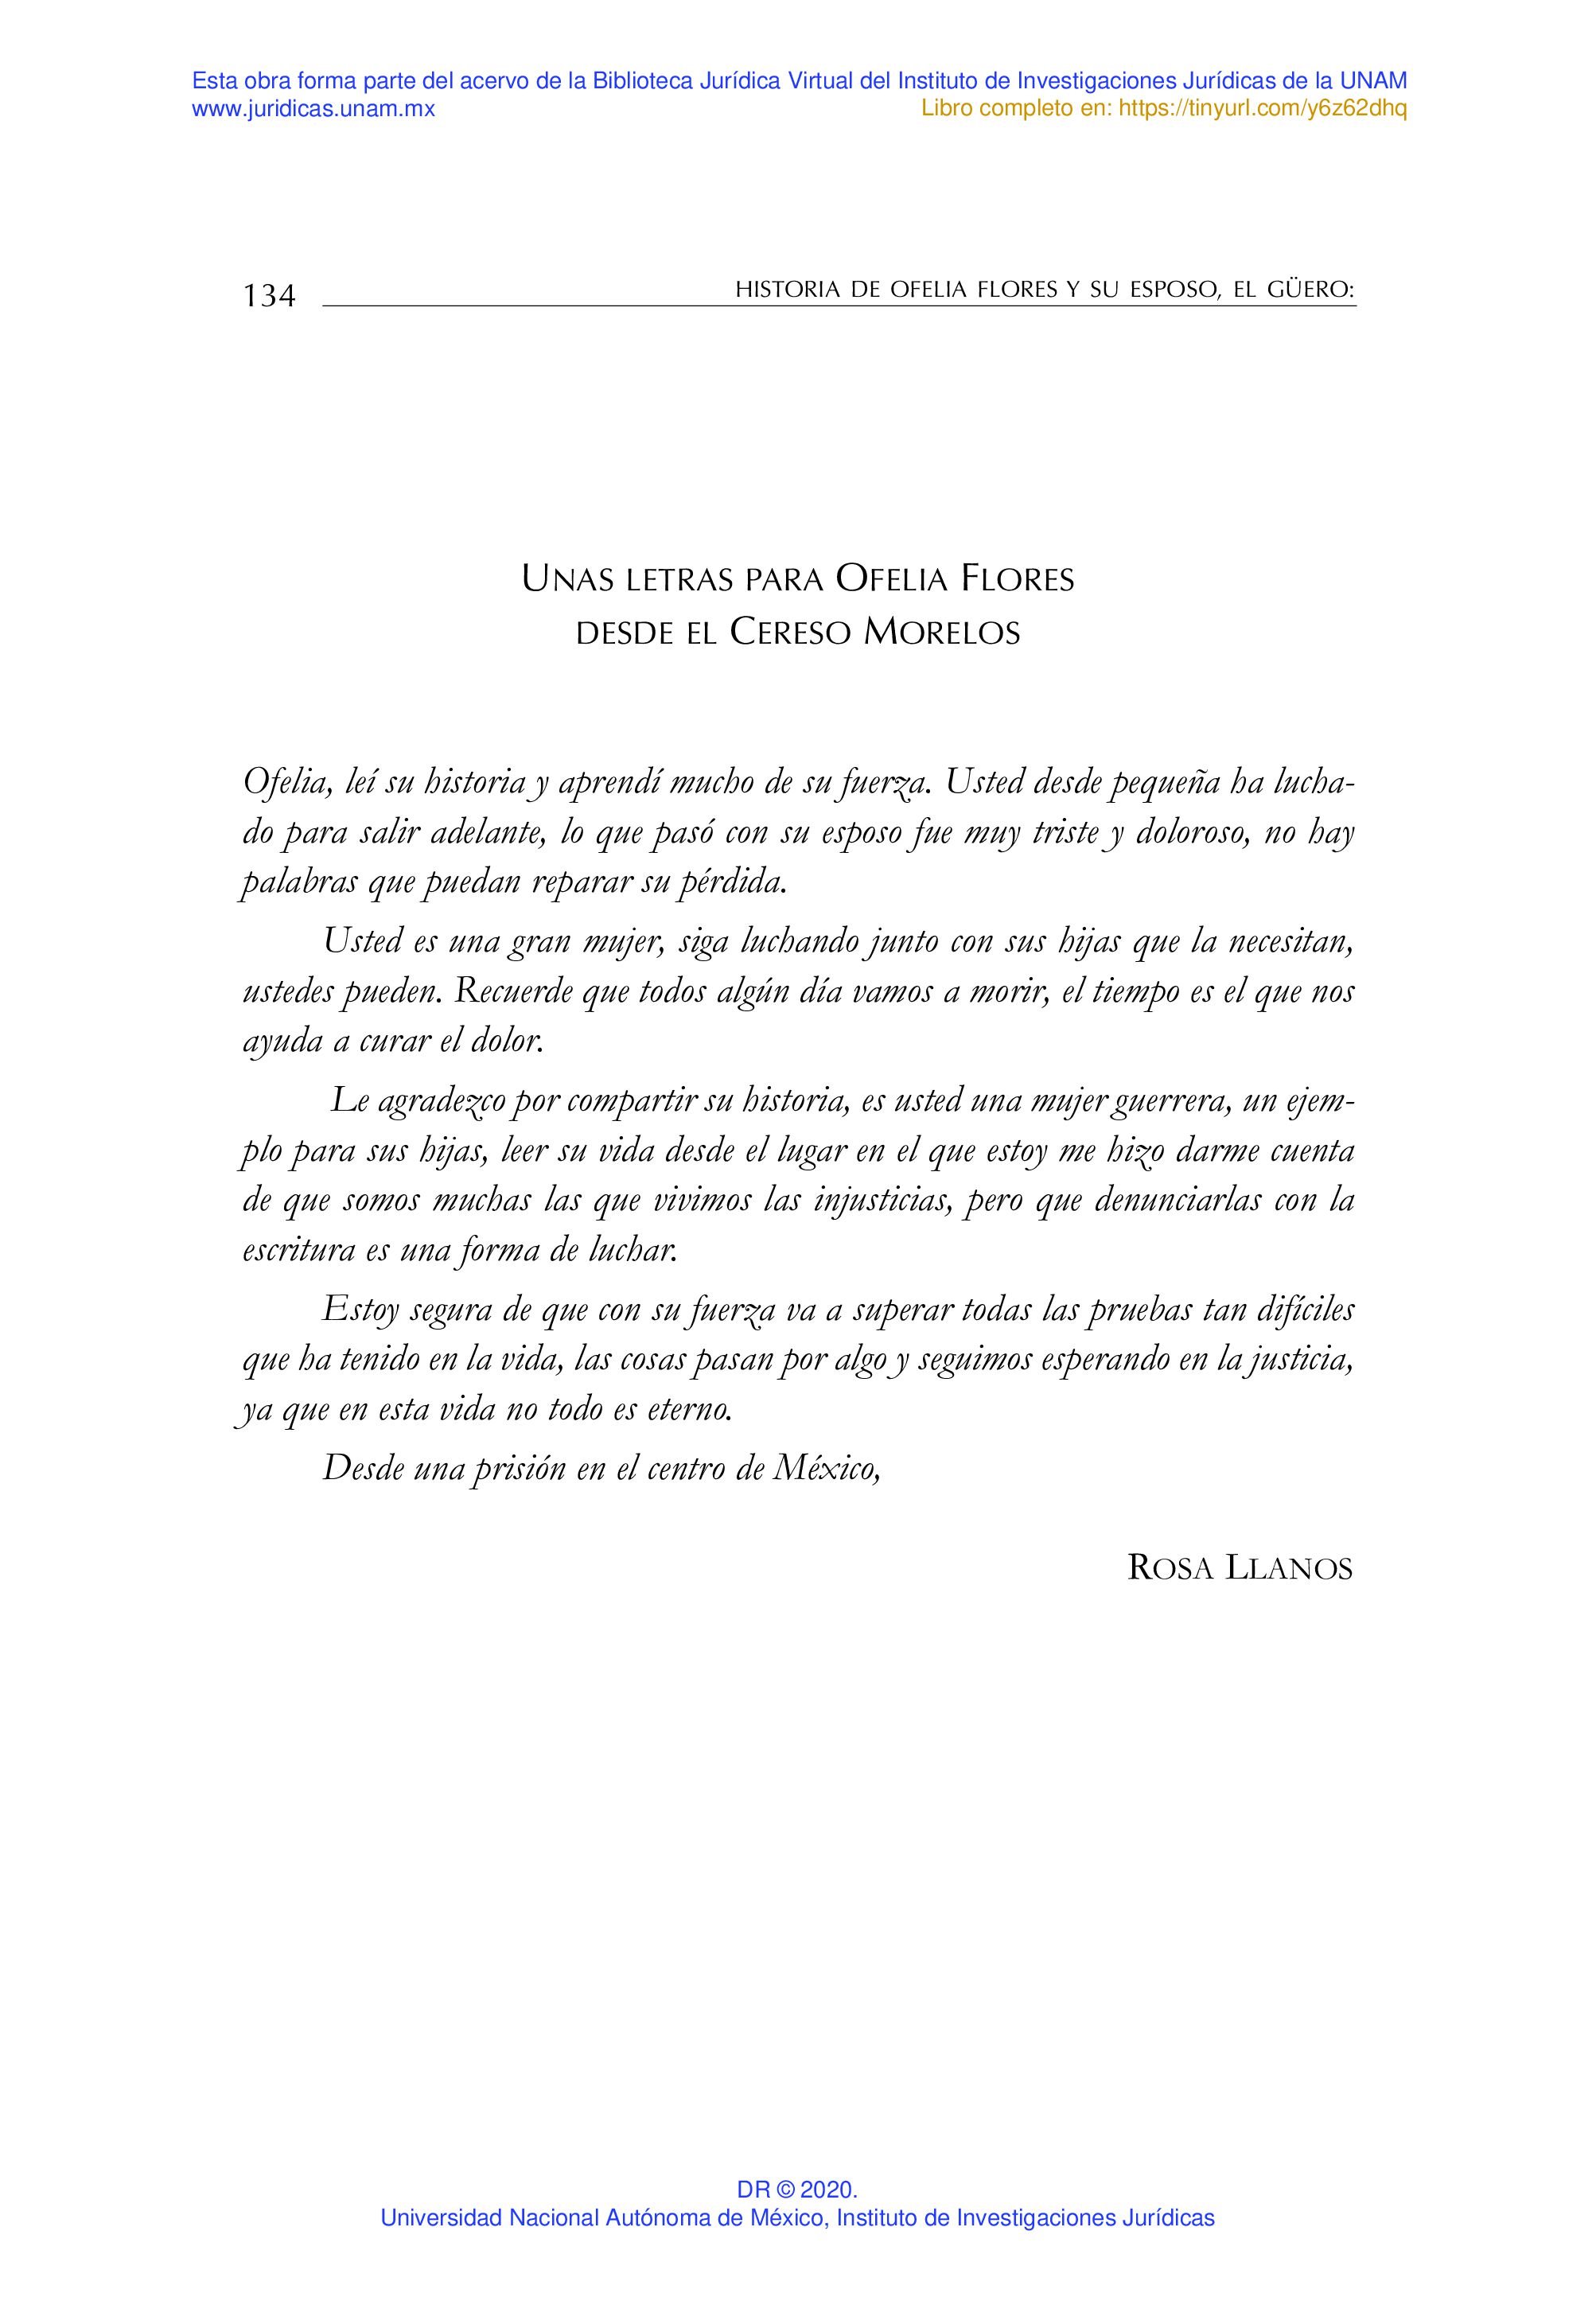 Esta obra forma parte del acervo de la Biblioteca Jurídica Virtual del Instituto de Investigaciones Jurídicas de la UNAM
www.juridicas.unam.mx Libro completo en: https://tinyurl.com/y6z62dhq
134 HISTORIA DE OFELIA FLORES Y SU ESPOSO, EL GÜERO:
UNAS LETRAS PARA OFELIA FLORES
DESDE EL CERESO MORELOS
Ofelia, leí su historia y aprendí mucho de su fuerza. Usted desde pequeña ha lucha-
do para salir adelante, lo que pasó con su esposo fue muy triste y doloroso, no hay
palabras que puedan reparar su pérdida.
Usted es una gran mujer, siga luchando junto con sus hijas que la necesitan,
ustedes pueden. Recuerde que todos algún día vamos a morir, el tiempo es el que nos
ayuda a curar el dolor.
Le agradezco por compartir su historia, es usted una mujer guerrera, un ejem-
plo para sus hijas, leer su vida desde el lugar en el que estoy me hizo darme cuenta
de que somos muchas las que vivimos las injusticias, pero que denunciarlas con la
escritura es una forma de luchar.
Estoy segura de que con su fuerza va a superar todas las pruebas tan difíciles
que ha tenido en la vida, las cosas pasan por algo y seguimos esperando en la justicia,
ya que en esta vida no todo es eterno.
Desde una prisión en el centro de México,
ROSA LLANOS
DR © 2020.
Universidad Nacional Autónoma de México, Instituto de Investigaciones Jurídicas